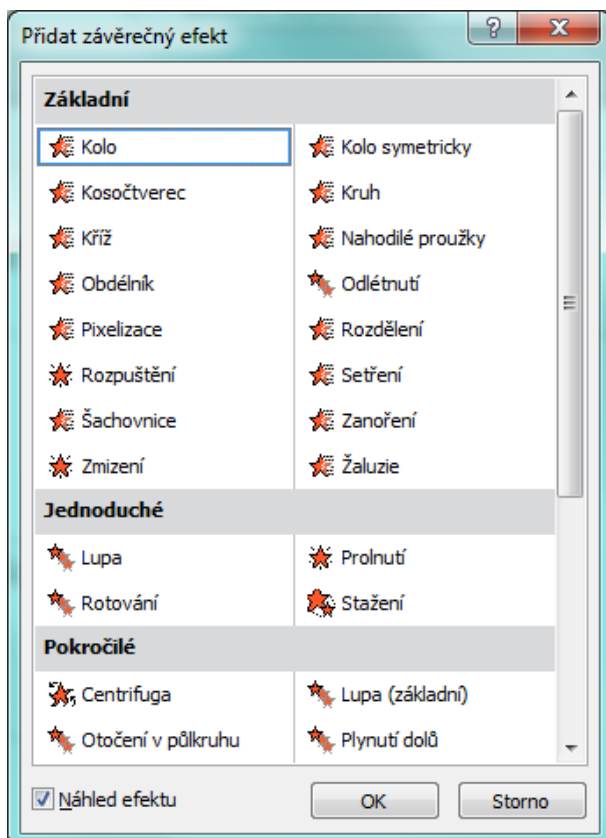 Přidat závěrečný efekt
Základní
Kolo Kolo symetricky
Kosočtverec Kruh
Kříž Nahodilé proužky
Obdélník Odlétnutí
Pixelizace Rozdělení
Rozpuštění Setření
Šachovnice Zanoření
Zmizení Žaluzie
Jednoduché
Lupa Prolnutí
Rotování Stažení
Pokročilé
Centrifuga Lupa (základní)
Otočení v půlkruhu Plynutí dolů
Náhled efektu OK Storno